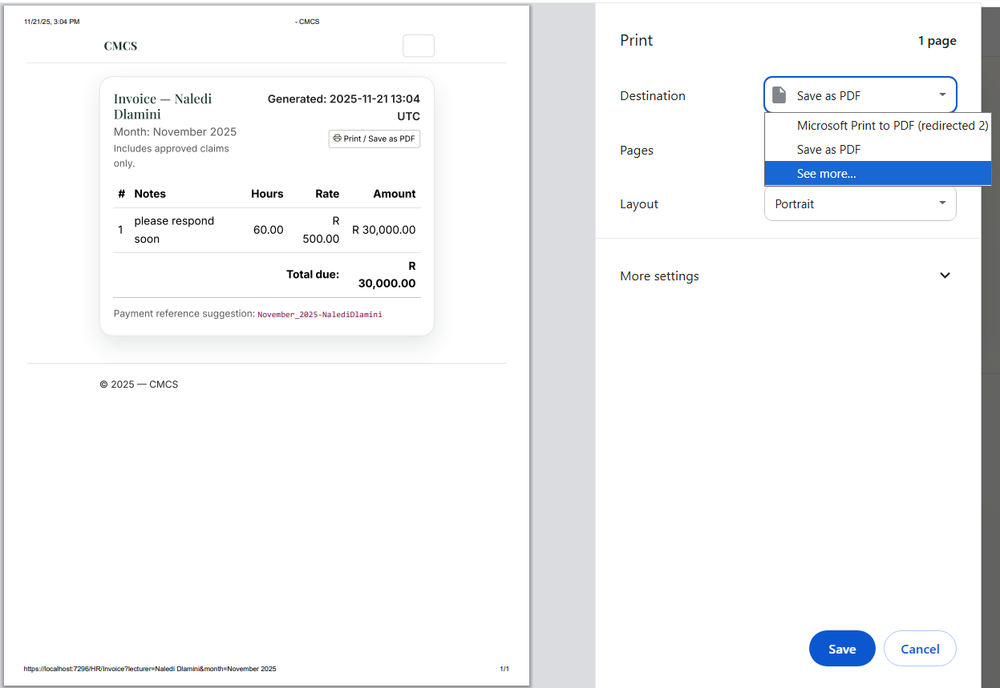 11/21/25, 3:04 PM
- CMCS
CMCS
Invoice — Naledi
Dlamini
Month: November 2025
Includes approved claims
only.
Generated: 2025-11-21 13:04
UTC
Print / Save as PDF
# Notes Hours Rate Amount
1 please respond soon 60.00 R 500.00 R 30,000.00
Total due: R 30,000.00
Payment reference suggestion: November_2025-NalediDlamini
© 2025 — CMCS
https://localhost:7296/HR/Invoice?lecturer=Naledi Dlamini&month=November 2025
1/1
Print
1 page
Destination
Save as PDF
Microsoft Print to PDF (redirected 2)
Save as PDF
See more...
Pages
Layout
Portrait
More settings
Save
Cancel